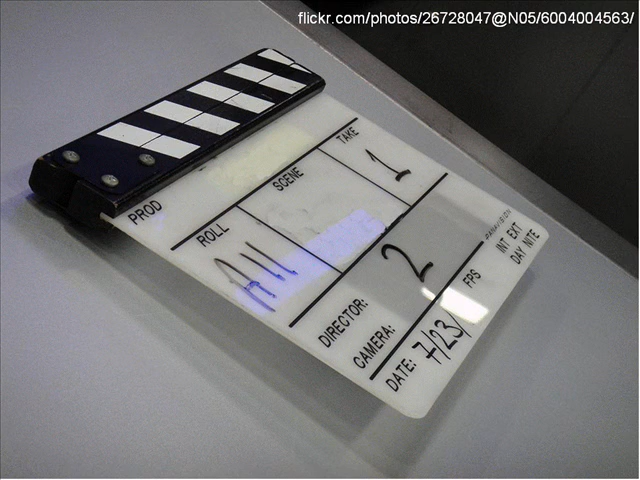 flickr.com/photos/26728047@N05/6004004563/
PROD
ROLL SCENE TAKE
1
DIRECTOR: 2
CAMERA:
DATE: 7/23/ FPS
PANAVISION
INT EXT
DAY NITE